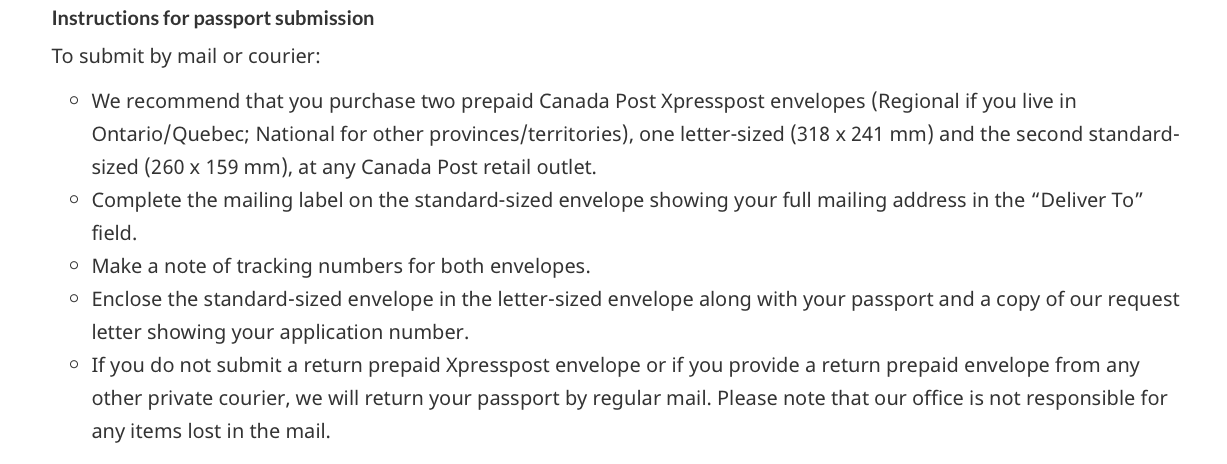 Instructions for passport submission
To submit by mail or courier:
We recommend that you purchase two prepaid Canada Post Xpresspost envelopes (Regional if you live in
Ontario/Quebec; National for other provinces/territories), one letter-sized (318 x 241 mm) and the second standard-
sized (260 x 159 mm), at any Canada Post retail outlet.
Complete the mailing label on the standard-sized envelope showing your full mailing address in the “Deliver To”
field.
Make a note of tracking numbers for both envelopes.
Enclose the standard-sized envelope in the letter-sized envelope along with your passport and a copy of our request
letter showing your application number.
If you do not submit a return prepaid Xpresspost envelope or if you provide a return prepaid envelope from any
other private courier, we will return your passport by regular mail. Please note that our office is not responsible for
any items lost in the mail.